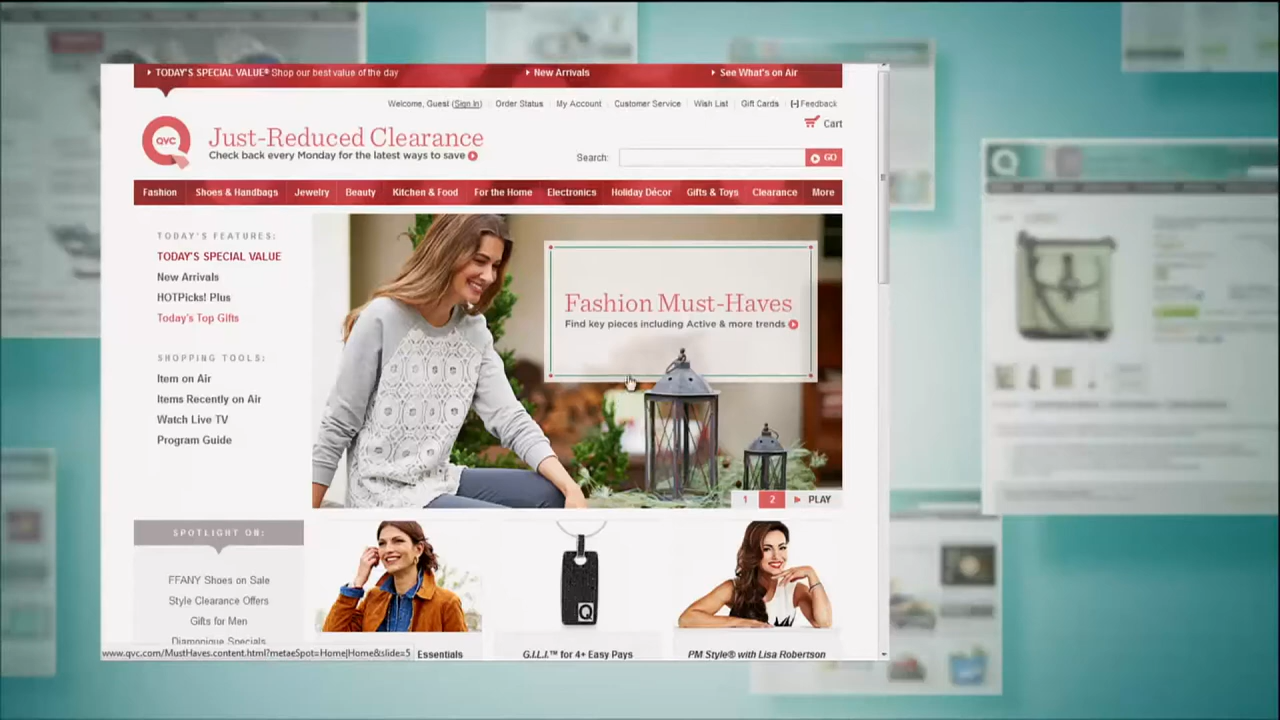 TODAY'S SPECIAL VALUE® Shop our best value of the day
New Arrivals
See What's on Air
Welcome, Guest (Sign In) Order Status My Account Customer Service Wish List Gift Cards [-] Feedback
Cart
QVC
Just-Reduced Clearance
Check back every Monday for the latest ways to save
Search: GO
Fashion Shoes & Handbags Jewelry Beauty Kitchen & Food For the Home Electronics Holiday Décor Gifts & Toys Clearance More
TODAY'S FEATURES:
TODAY'S SPECIAL VALUE
New Arrivals
HOTPicks! Plus
Today's Top Gifts
SHOPPING TOOLS:
Item on Air
Items Recently on Air
Watch Live TV
Program Guide
Fashion Must-Haves
Find key pieces including Active & more trends
1 2 PLAY
SPOTLIGHT ON:
FFANY Shoes on Sale
Style Clearance Offers
Gifts for Men
Diamonique Specials
Q
www.qvc.com/MustHaves.content.html?metaeSpot=Home|Home&slide=5
Essentials
G.I.L.I.™ for 4+ Easy Pays
PM Style® with Lisa Robertson